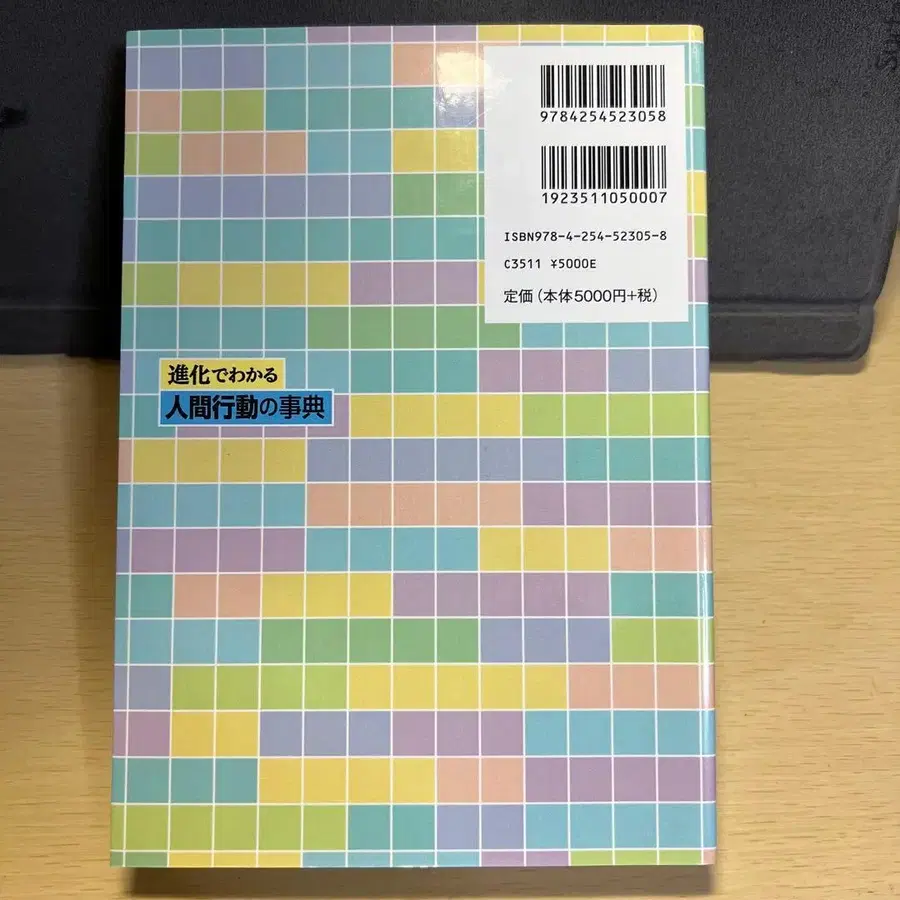 9784254523058
1923511050007
ISBN978-4-254-52305-8
C3511 ¥5000E
定価(本体5000円+税)
進化でわかる
人間行動の事典